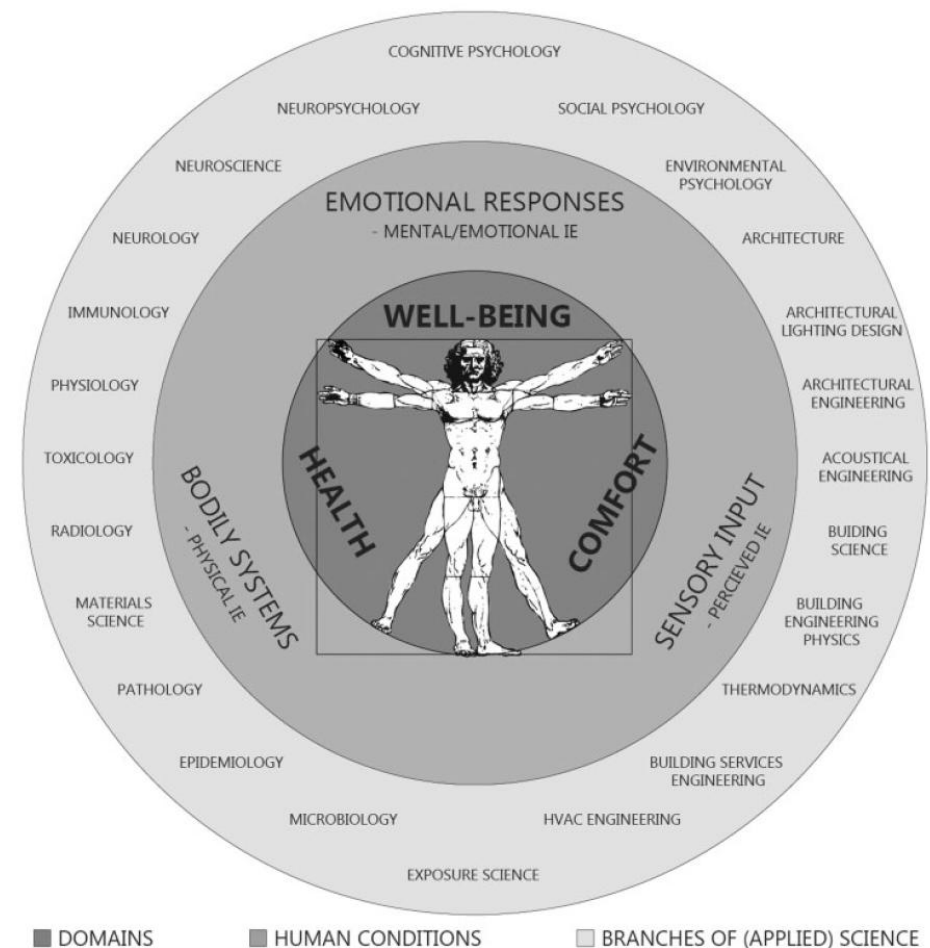 COGNITIVE PSYCHOLOGY
NEUROPSYCHOLOGY
SOCIAL PSYCHOLOGY
NEUROSCIENCE
ENVIRONMENTAL
PSYCHOLOGY
EMOTIONAL RESPONSES
- MENTAL/EMOTIONAL IE
NEUROLOGY
ARCHITECTURE
IMMUNOLOGY
ARCHITECTURAL
LIGHTING DESIGN
WELL-BEING
PHYSIOLOGY
ARCHITECTURAL
ENGINEERING
TOXICOLOGY
ACOUSTICAL
ENGINEERING
HEALTH
COMFORT
BODILY SYSTEMS
- PHYSICAL IE
SENSORY INPUT
- PERCIEVED IE
RADIOLOGY
BUIDING
SCIENCE
MATERIALS
SCIENCE
BUILDING
ENGINEERING
PHYSICS
PATHOLOGY
THERMODYNAMICS
EPIDEMIOLOGY
BUILDING SERVICES
ENGINEERING
MICROBIOLOGY
HVAC ENGINEERING
EXPOSURE SCIENCE
DOMAINS
HUMAN CONDITIONS
BRANCHES OF (APPLIED) SCIENCE